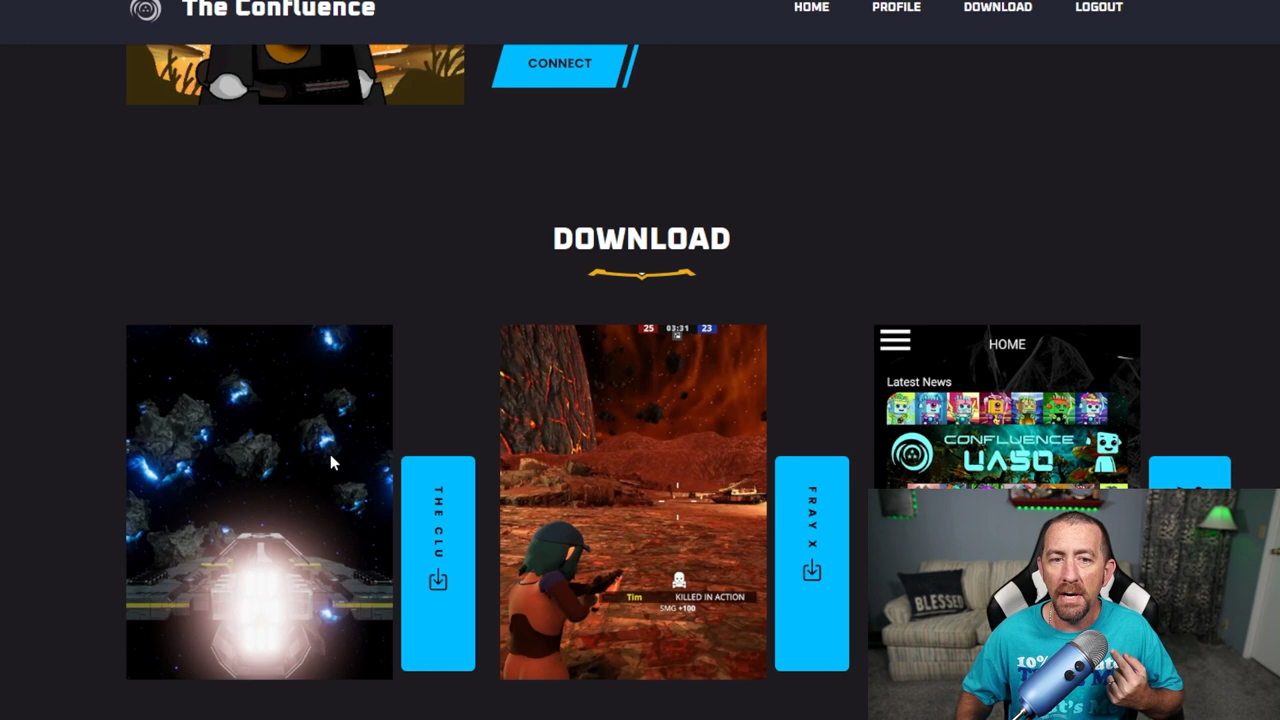 The Confluence
HOME PROFILE DOWNLOAD LOGOUT
CONNECT
DOWNLOAD
THE CLU
25 03:31 23
Tim KILLED IN ACTION
SMG +100
FRAY X
HOME
Latest News
CONFLUENCE
UASO
BLESSED